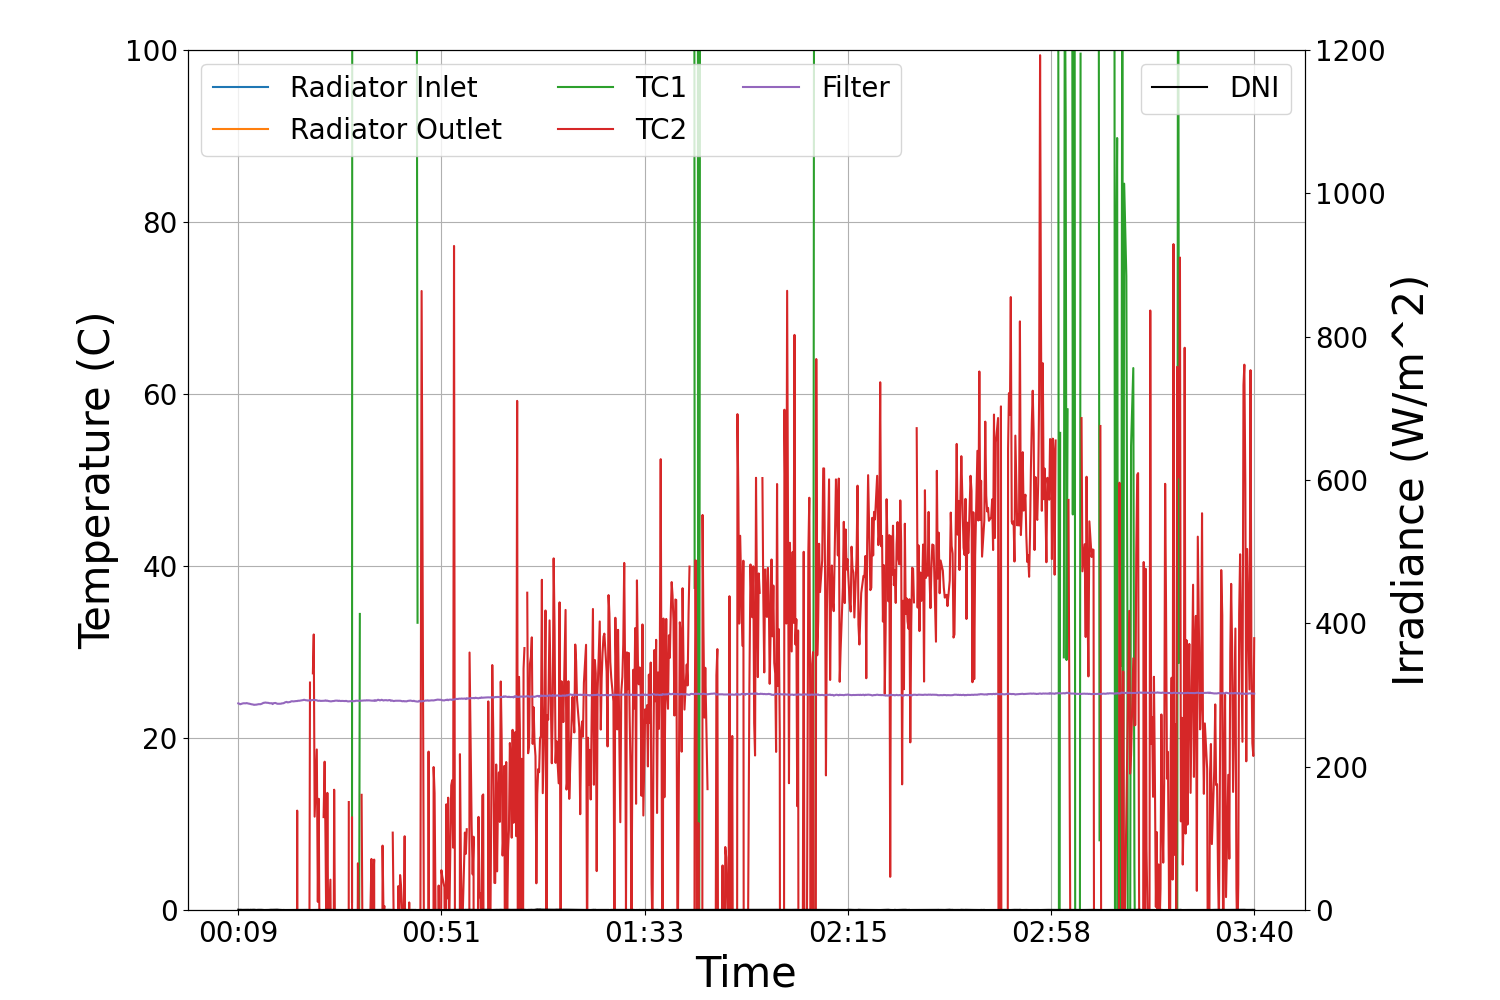 100
80
60
40
20
0
Temperature (C)
Radiator Inlet
Radiator Outlet
TC1
TC2
Filter
DNI
1200
1000
800
600
400
200
0
Irradiance (W/m^2)
00:09
00:51
01:33
02:15
02:58
03:40
Time